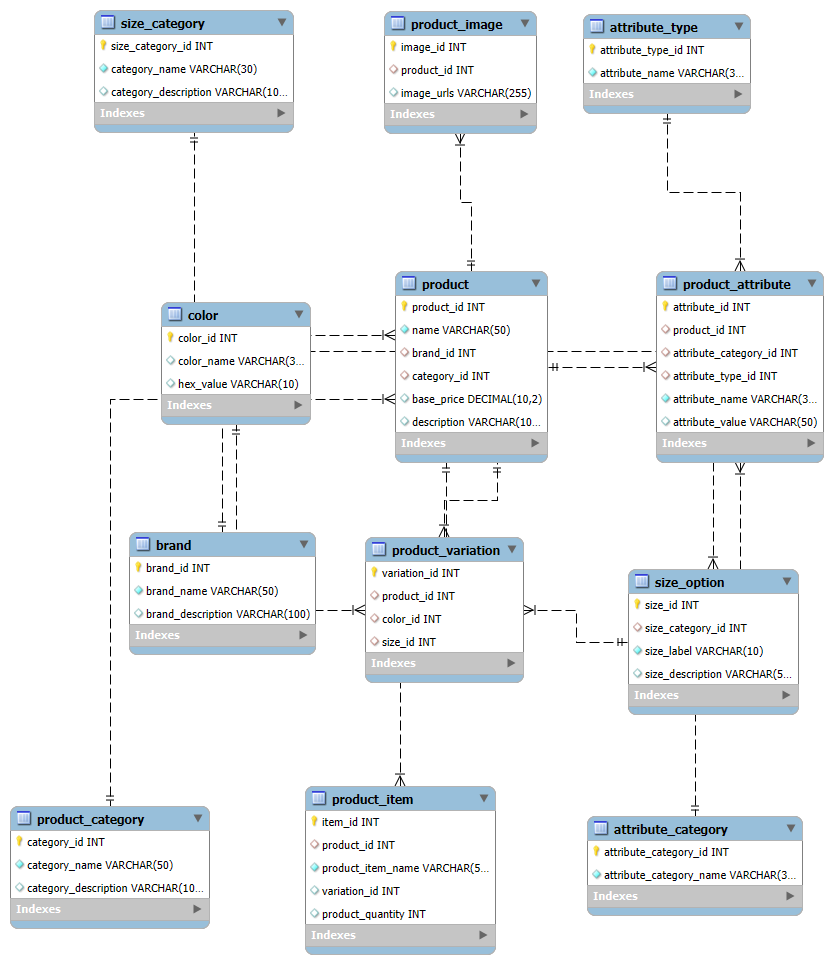 size_category
size_category_id INT
category_name VARCHAR(30)
category_description VARCHAR(10...
Indexes
product_image
image_id INT
product_id INT
image_urls VARCHAR(255)
Indexes
attribute_type
attribute_type_id INT
attribute_name VARCHAR(3...
Indexes
color
color_id INT
color_name VARCHAR(3...
hex_value VARCHAR(10)
Indexes
product
product_id INT
name VARCHAR(50)
brand_id INT
category_id INT
base_price DECIMAL(10,2)
description VARCHAR(10...
Indexes
product_attribute
attribute_id INT
product_id INT
attribute_category_id INT
attribute_type_id INT
attribute_name VARCHAR(3...
attribute_value VARCHAR(50)
Indexes
brand
brand_id INT
brand_name VARCHAR(50)
brand_description VARCHAR(100)
Indexes
product_variation
variation_id INT
product_id INT
color_id INT
size_id INT
Indexes
size_option
size_id INT
size_category_id INT
size_label VARCHAR(10)
size_description VARCHAR(5...
Indexes
product_category
category_id INT
category_name VARCHAR(50)
category_description VARCHAR(10...
Indexes
product_item
item_id INT
product_id INT
product_item_name VARCHAR(5...
variation_id INT
product_quantity INT
Indexes
attribute_category
attribute_category_id INT
attribute_category_name VARCHAR(3...
Indexes